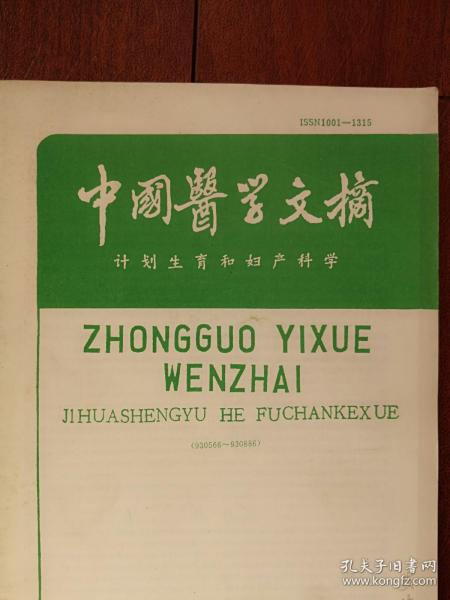 ISSN1001—1315
中國醫学文摘
计划生育和妇产科学
ZHONGGUO YIXUE
WENZHAI
JIHUASHENGYU HE FUCHANKEXUE
(930566~930886)
孔夫子旧书网
www.kongfz.com